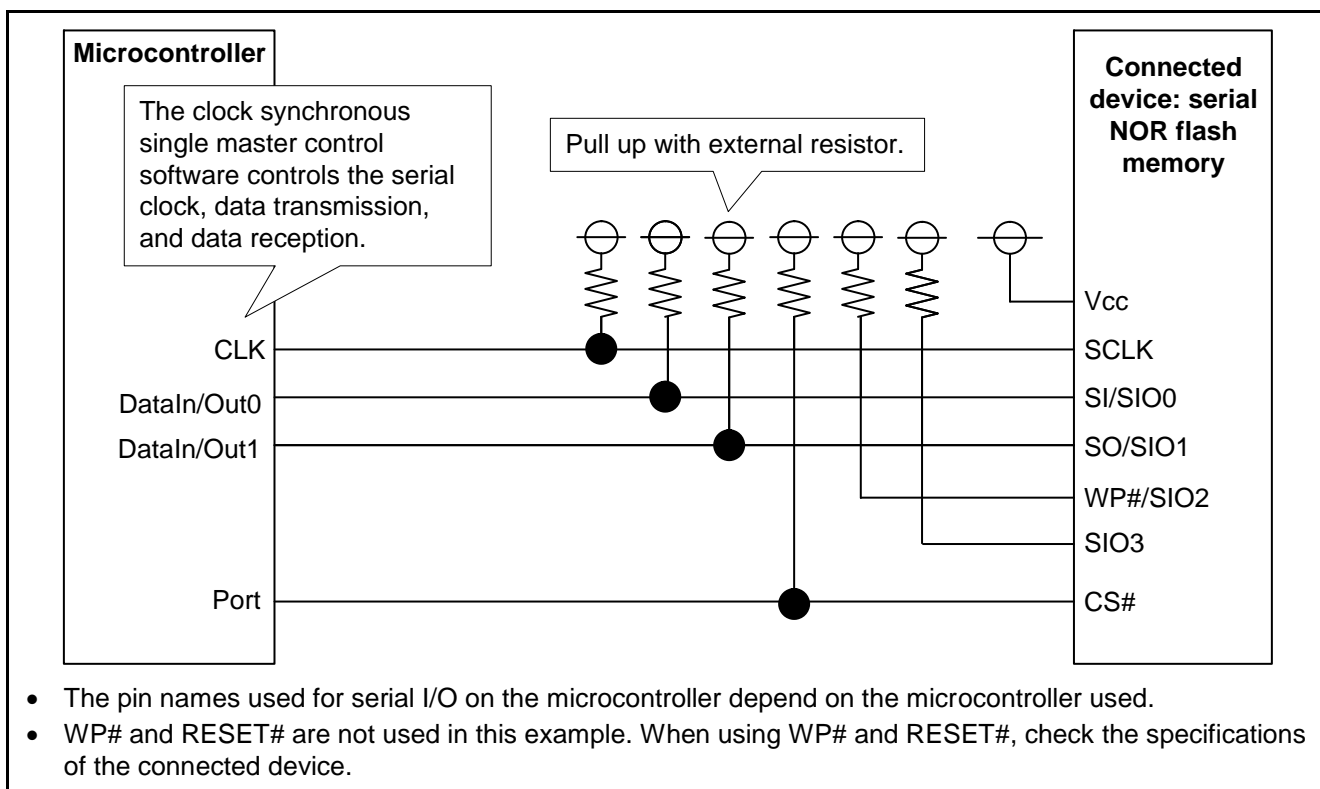 Microcontroller
The clock synchronous
single master control
software controls the serial
clock, data transmission,
and data reception.
Pull up with external resistor.
Connected
device: serial
NOR flash
memory
Vcc
CLK
SCLK
DataIn/Out0
SI/SIO0
DataIn/Out1
SO/SIO1
WP#/SIO2
SIO3
Port
CS#
• The pin names used for serial I/O on the microcontroller depend on the microcontroller used.
• WP# and RESET# are not used in this example. When using WP# and RESET#, check the specifications
of the connected device.